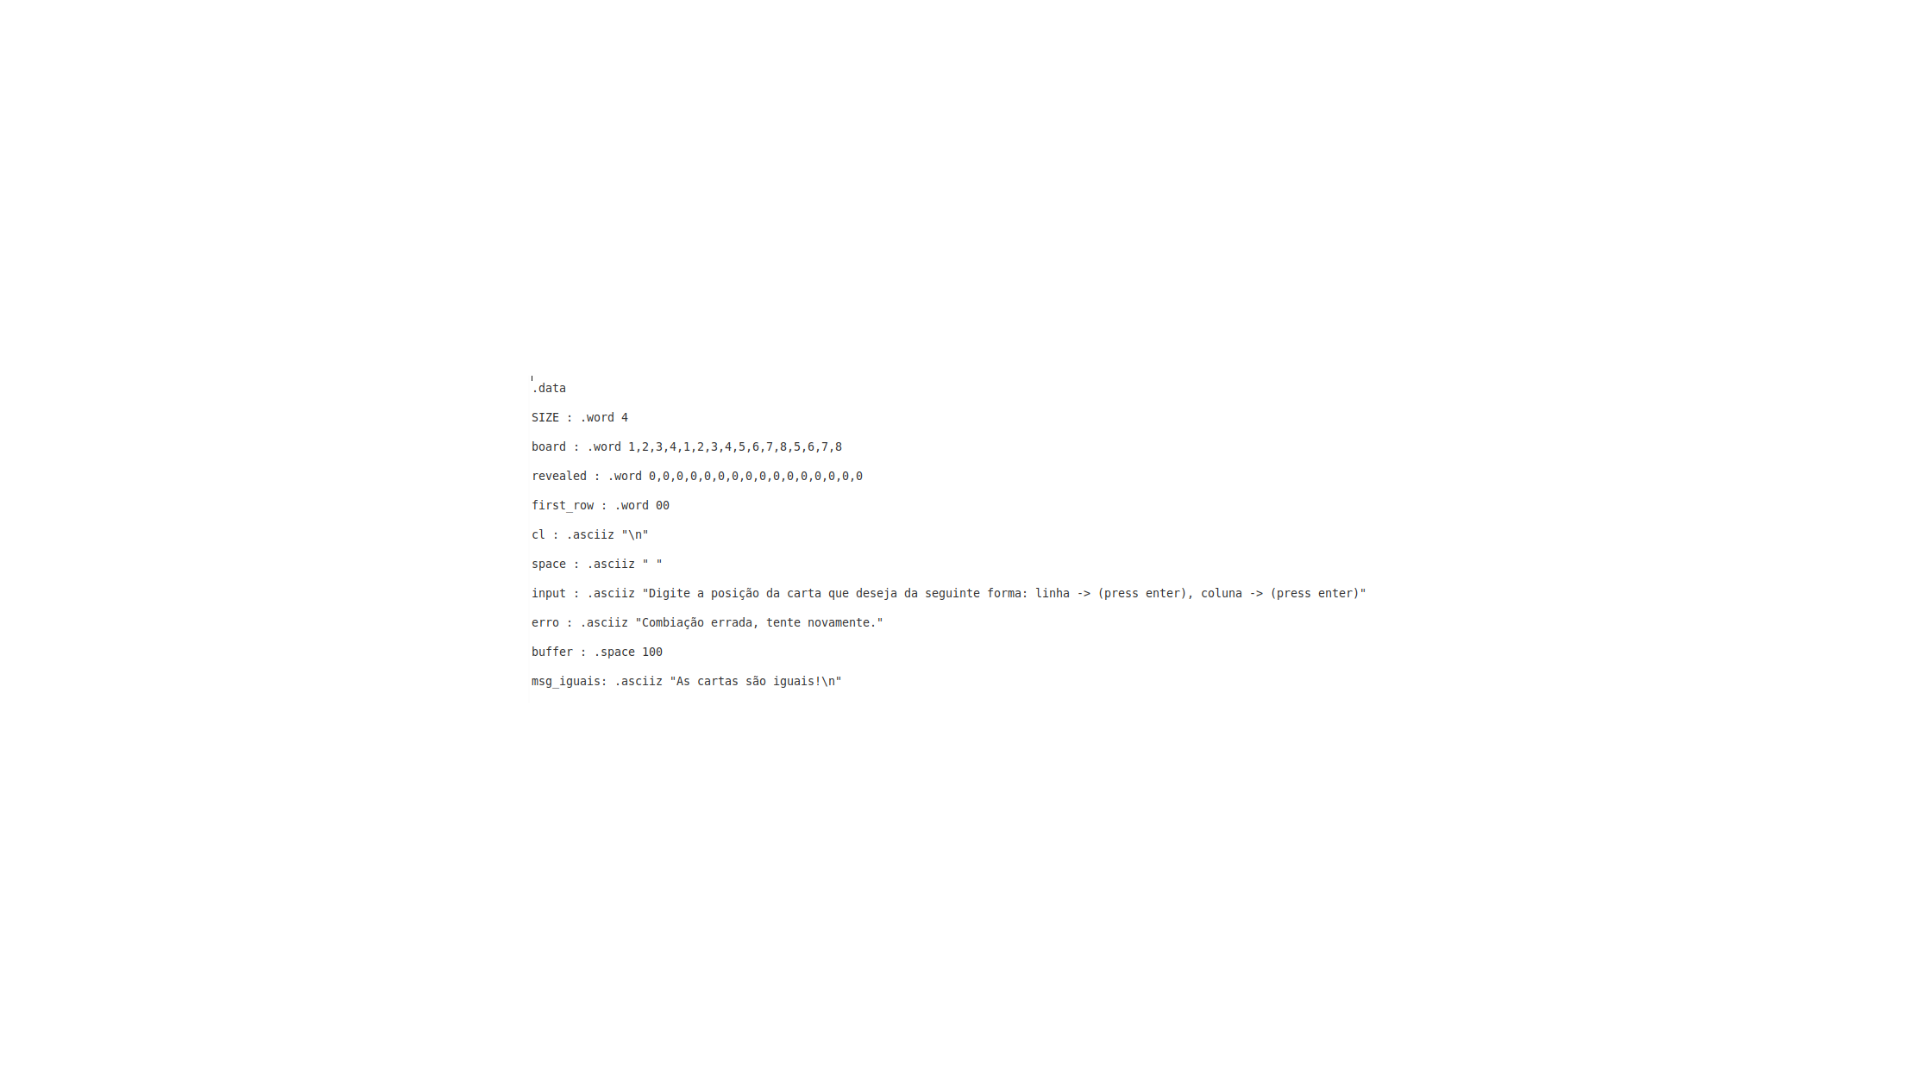 .data
SIZE : .word 4
board : .word 1,2,3,4,1,2,3,4,5,6,7,8,5,6,7,8
revealed : .word 0,0,0,0,0,0,0,0,0,0,0,0,0,0,0,0
first_row : .word 00
cl : .asciiz "\n"
space : .asciiz " "
input : .asciiz "Digite a posição da carta que deseja da seguinte forma: linha -> (press enter), coluna -> (press enter)"
erro : .asciiz "Combiação errada, tente novamente."
buffer : .space 100
msg_iguais: .asciiz "As cartas são iguais!\n"